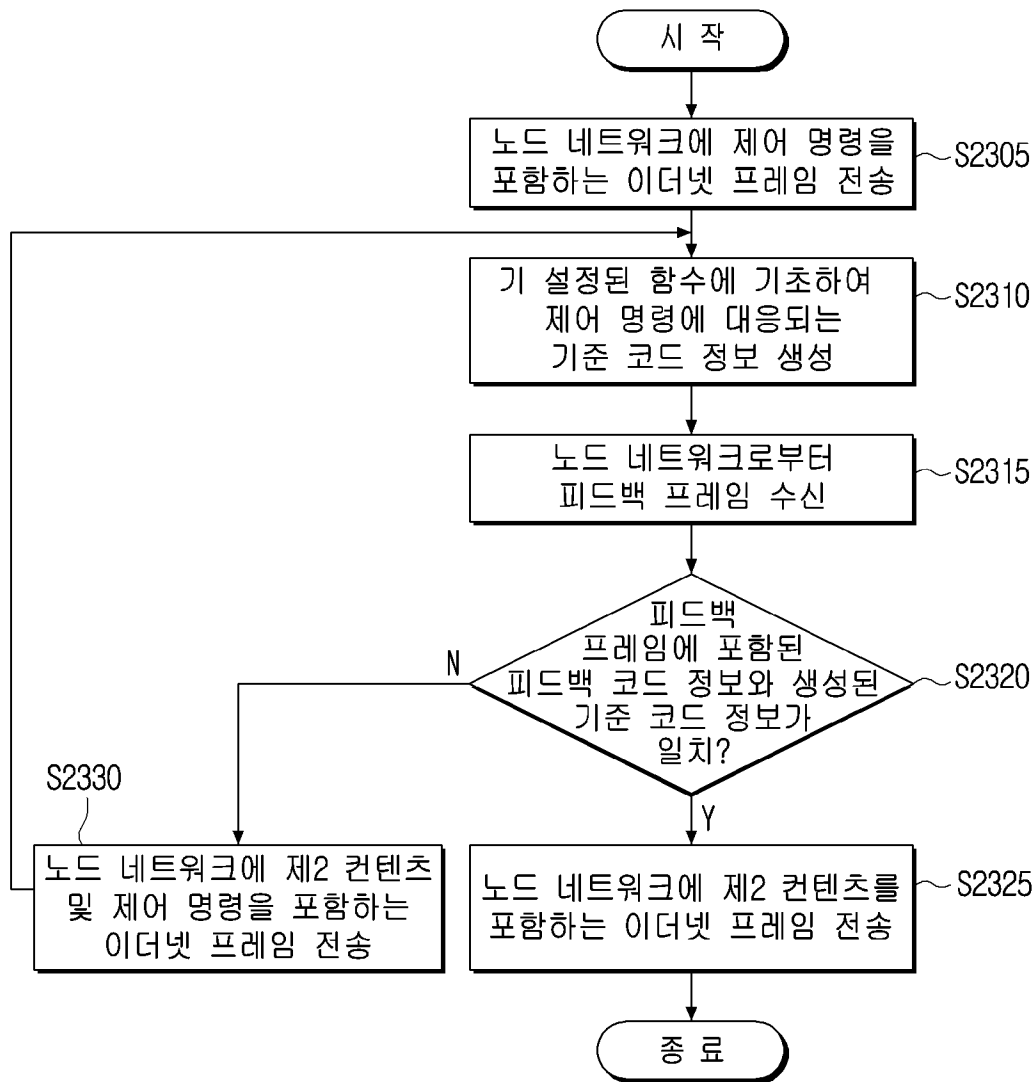 시 작
노드 네트워크에 제어 명령을
포함하는 이더넷 프레임 전송
S2305
기 설정된 함수에 기초하여
제어 명령에 대응되는
기준 코드 정보 생성
S2310
노드 네트워크로부터
피드백 프레임 수신
S2315
피드백
프레임에 포함된
피드백 코드 정보와 생성된
기준 코드 정보가
일치?
S2320
N
Y
S2330
노드 네트워크에 제2 컨텐츠
및 제어 명령을 포함하는
이더넷 프레임 전송
노드 네트워크에 제2 컨텐츠를
포함하는 이더넷 프레임 전송
S2325
종 료